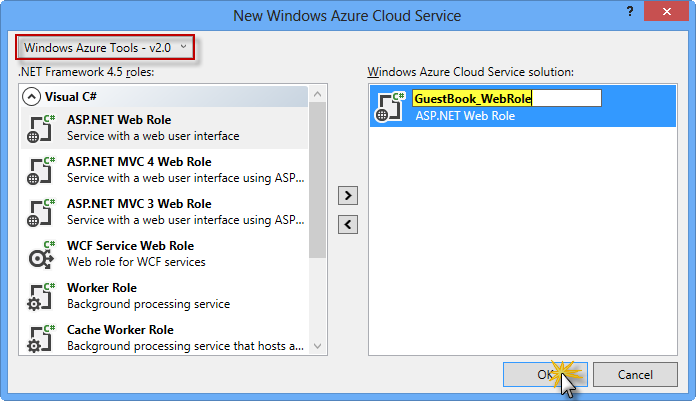 New Windows Azure Cloud Service
? ×
Windows Azure Tools - v2.0
.NET Framework 4.5 roles:
Windows Azure Cloud Service solution:
Visual C#
C#
ASP.NET Web Role
Service with a web user interface
C#
ASP.NET MVC 4 Web Role
Service with a web user interface using ASP...
C#
ASP.NET MVC 3 Web Role
Service with a web user interface using ASP...
C#
WCF Service Web Role
Web role for WCF services
C#
Worker Role
Background processing service
C#
Cache Worker Role
Background processing service that hosts a...
>
<
C#
GuestBook_WebRole
ASP.NET Web Role
OK
Cancel